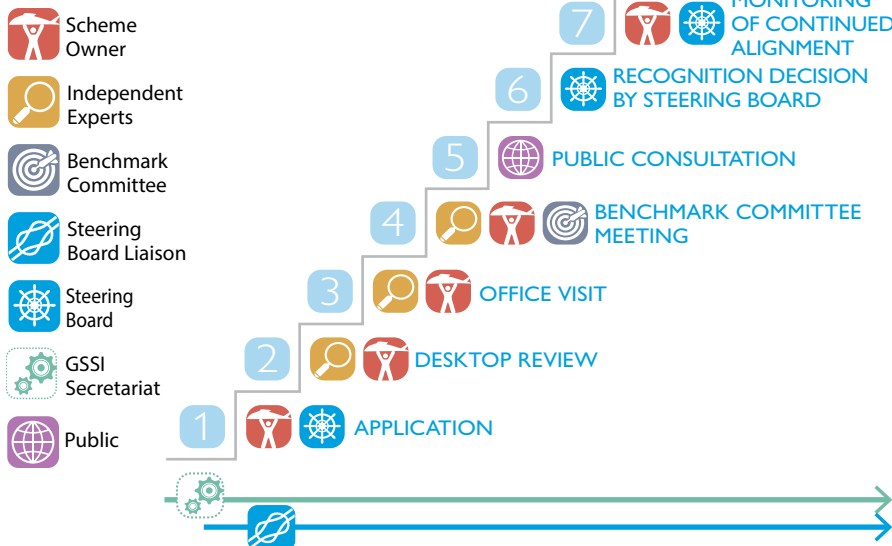 Scheme
Owner
Independent
Experts
Benchmark
Committee
Steering
Board Liaison
Steering
Board
GSSI
Secretariat
Public
7
MONITORING
OF CONTINUED
ALIGNMENT
6
RECOGNITION DECISION
BY STEERING BOARD
5
PUBLIC CONSULTATION
4
BENCHMARK COMMITTEE
MEETING
3
OFFICE VISIT
2
DESKTOP REVIEW
1
APPLICATION